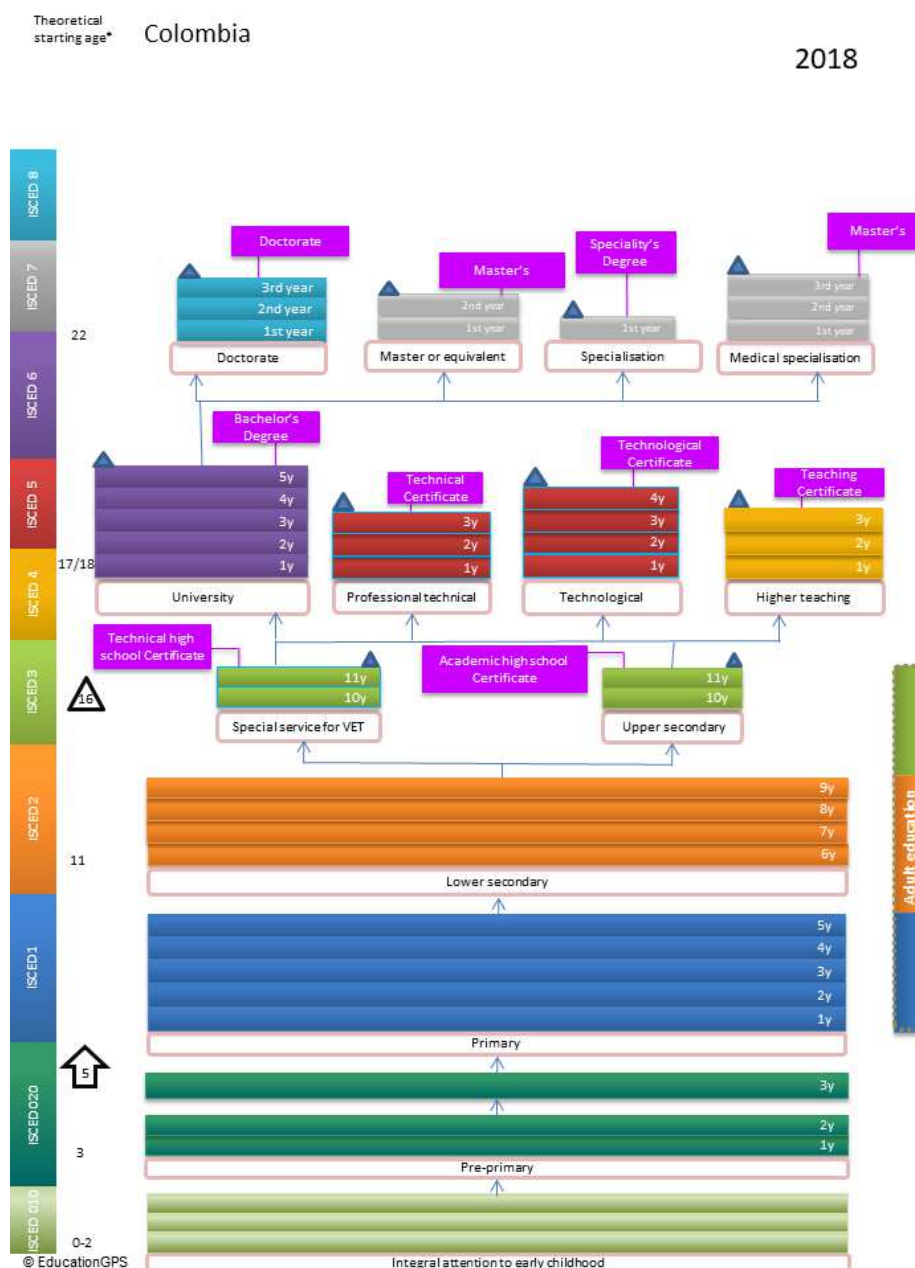 Theoretical
starting age*
Colombia
2018
ISCED 8
Doctorate
Speciality's
Degree
Master's
Master's
ISCED 7
3rd year
2nd year
1st year
2nd year
1st year
1st year
3rd year
2nd year
1st year
22
Doctorate
Master or equivalent
Specialisation
Medical specialisation
ISCED 6
Bachelor's
Degree
Technical
Certificate
Technological
Certificate
Teaching
Certificate
ISCED 5
5y
4y
3y
2y
1y
3y
2y
1y
4y
3y
2y
1y
3y
2y
1y
17/18
ISCED 4
University
Professional technical
Technological
Higher teaching
Technical high
school Certificate
Academic high school
Certificate
ISCED3
16
11y
10y
11y
10y
Special service for VET
Upper secondary
ISCED2
9y
8y
7y
6y
11
Lower secondary
Adult education
ISCED1
5y
4y
3y
2y
1y
Primary
5
ISCED020
3y
2y
1y
3
Pre-primary
ISCED 010
0-2
Integral attention to early childhood
© EducationGPS